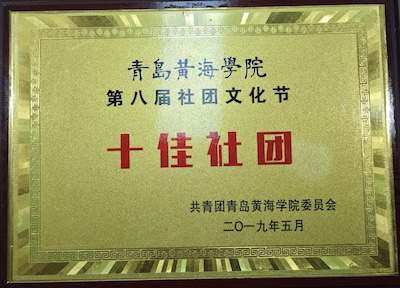 青島黃海學院
第八届社团文化节
十佳社团
共青团青岛黄海学院委员会
二〇一九年五月